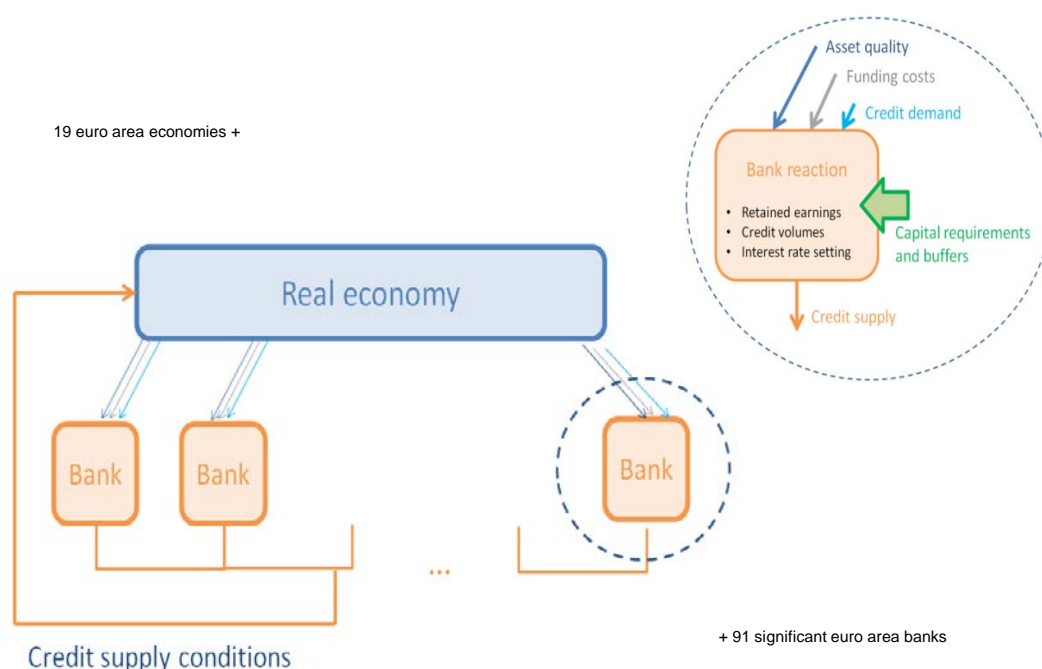 Asset quality
Funding costs
Credit demand
19 euro area economies +
Bank reaction
• Retained earnings
• Credit volumes
• Interest rate setting
Capital requirements
and buffers
Credit supply
Real economy
Bank
Bank
Bank
...
+ 91 significant euro area banks
Credit supply conditions